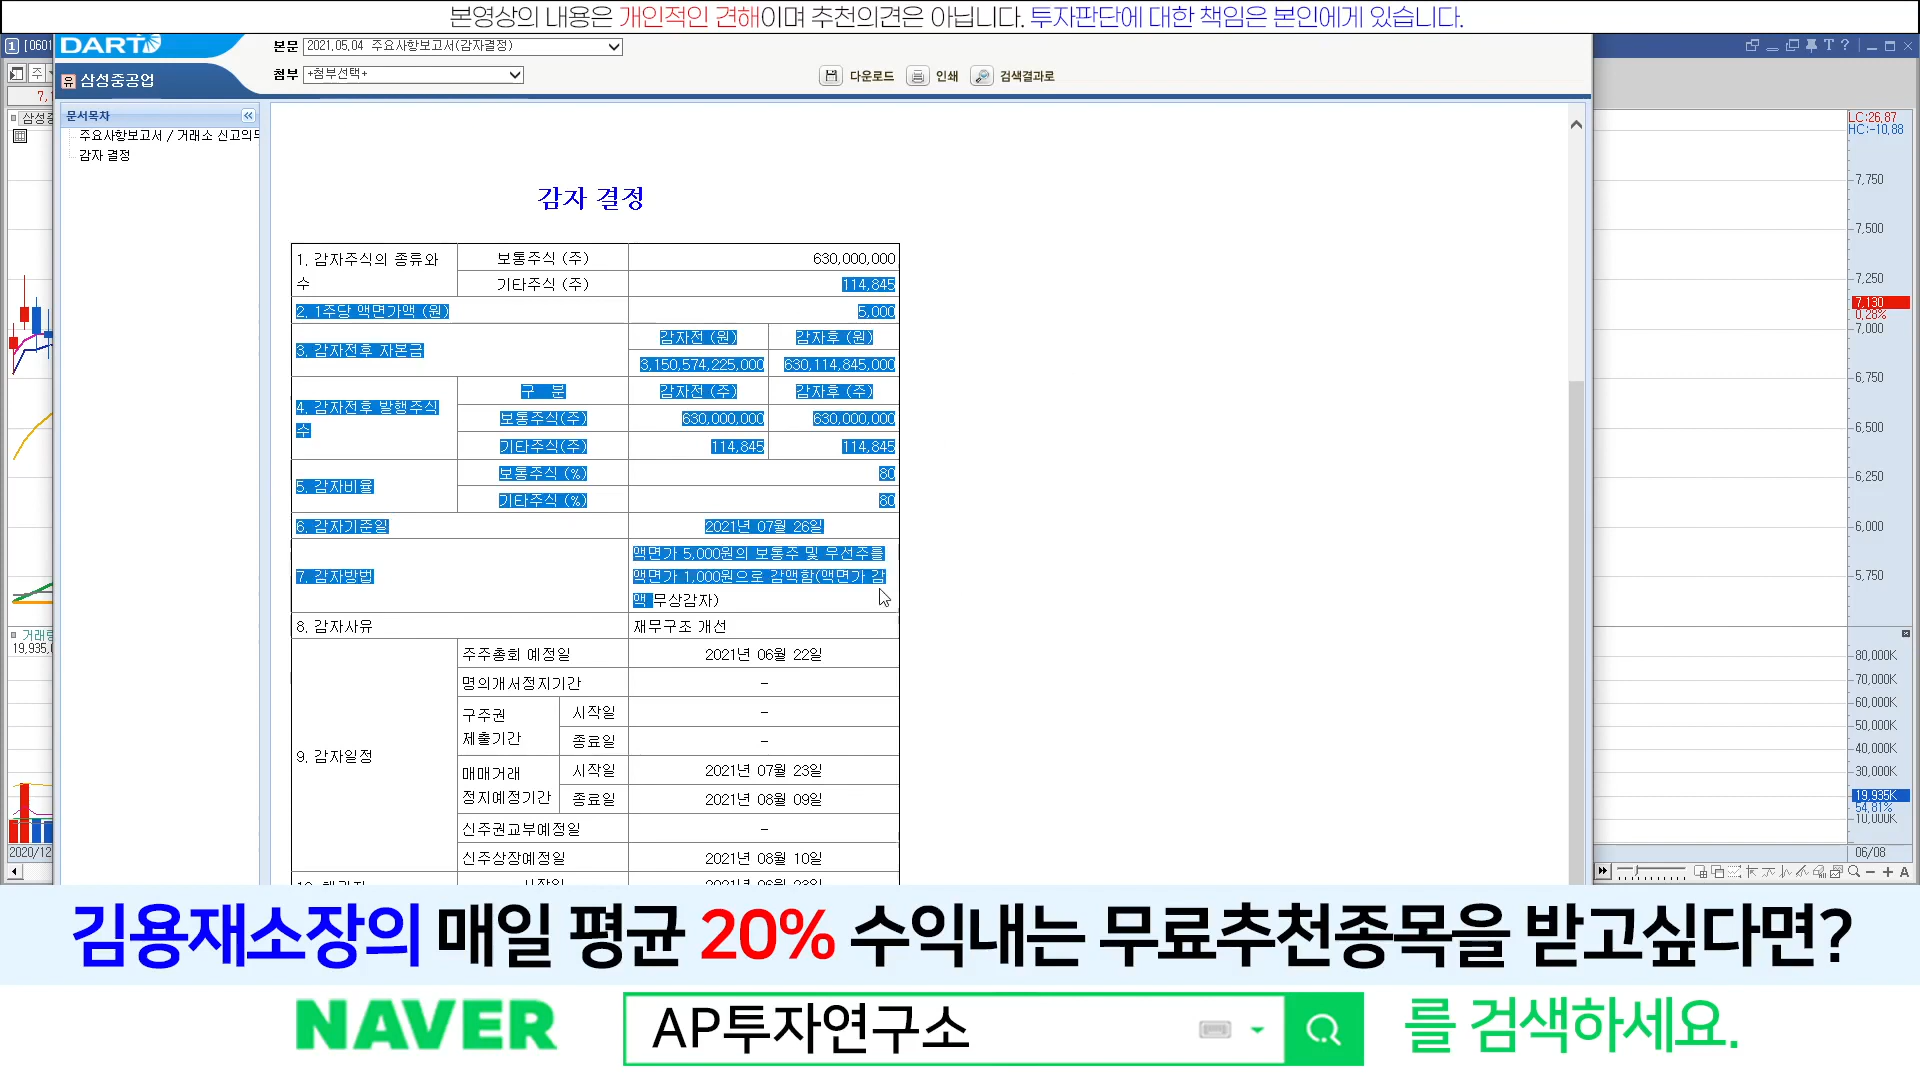 본영상의 내용은 개인적인 견해이며 추천의견은 아닙니다. 투자판단에 대한 책임은 본인에게 있습니다.
1 [0601
DART
본문 2021.05.04 주요사항보고서(감자결정)
유 삼성중공업
첨부 +첨부선택+
다운로드 인쇄 검색결과로
주
7,1
삼성중
문서목차
주요사항보고서 / 거래소 신고의무
감자 결정
감자 결정
1. 감자주식의 종류와 수
보통주식 (주) 630,000,000
기타주식 (주) 114,845
2. 1주당 액면가액 (원) 5,000
3. 감자전후 자본금
감자전 (원) 감자후 (원)
3,150,574,225,000 630,114,845,000
4. 감자전후 발행주식수
구 분 감자전 (주) 감자후 (주)
보통주식(주) 630,000,000 630,000,000
기타주식(주) 114,845 114,845
5. 감자비율
보통주식 (%) 80
기타주식 (%) 80
6. 감자기준일 2021년 07월 26일
7. 감자방법
액면가 5,000원의 보통주 및 우선주를
액면가 1,000원으로 감액함(액면가 감
액 무상감자)
8. 감자사유 재무구조 개선
9. 감자일정
주주총회 예정일 2021년 06월 22일
명의개서정지기간 -
구주권 제출기간
시작일 -
종료일 -
매매거래 정지예정기간
시작일 2021년 07월 23일
종료일 2021년 08월 09일
신주권교부예정일 -
신주상장예정일 2021년 08월 10일
거래량
19,935,
2020/12
LC:26,87
HC:-10,88
7,750
7,500
7,250
7,130
0,28%
7,000
6,750
6,500
6,250
6,000
5,750
80,000K
70,000K
60,000K
50,000K
40,000K
30,000K
19,935K
54,81%
10,000K
06/08
김용재소장의 매일 평균 20% 수익내는 무료추천종목을 받고싶다면?
NAVER AP투자연구소 를 검색하세요.